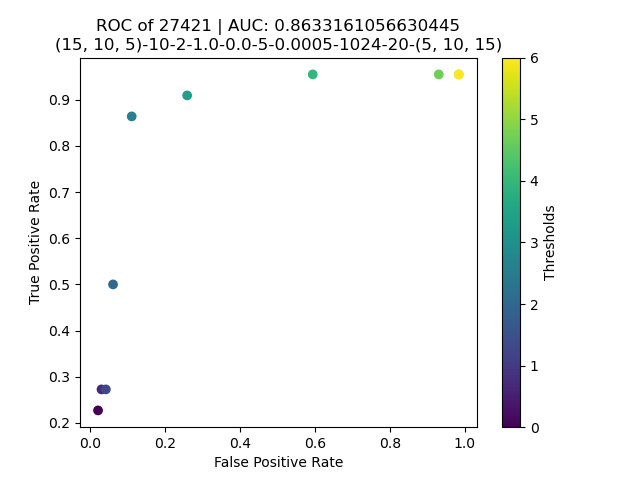 ROC of 27421 | AUC: 0.8633161056630445
(15, 10, 5)-10-2-1.0-0.0-5-0.0005-1024-20-(5, 10, 15)
True Positive Rate
0.9
0.8
0.7
0.6
0.5
0.4
0.3
0.2
0.0 0.2 0.4 0.6 0.8 1.0
False Positive Rate
6
5
4
3
2
1
0
Thresholds